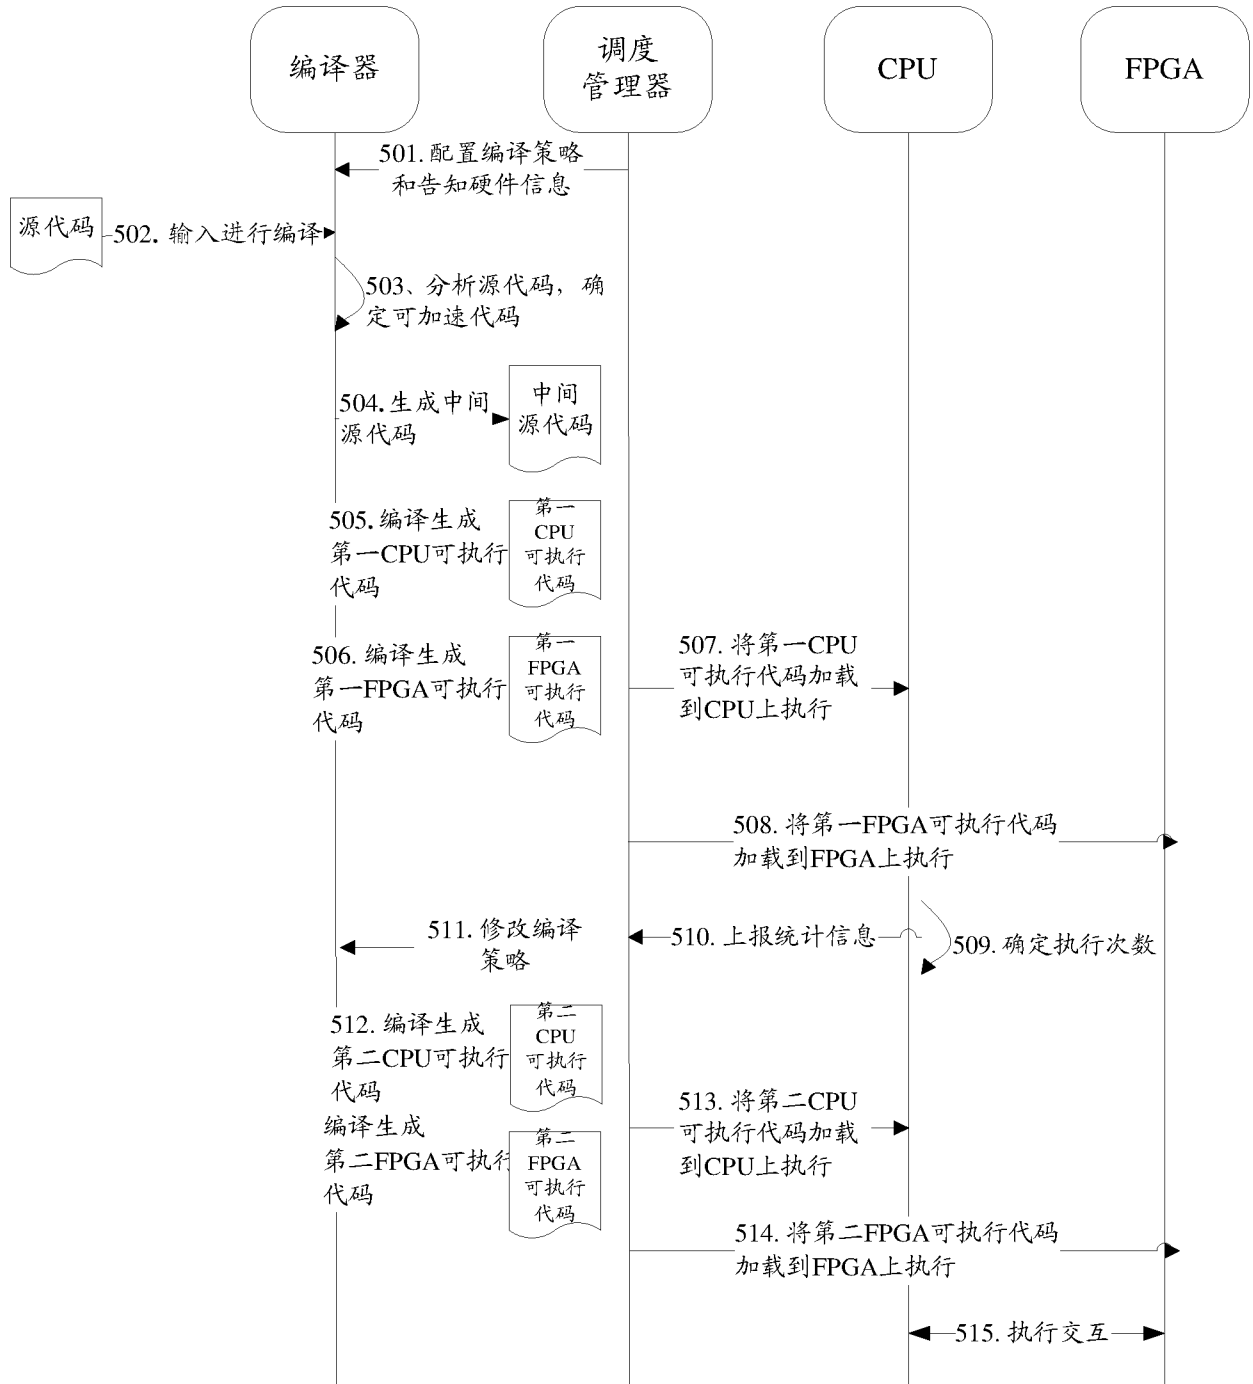 编译器
调度
管理器
CPU
FPGA
501.配置编译策略
和告知硬件信息
源代码
502.输入进行编译
503、分析源代码，确
定可加速代码
504.生成中间
源代码
中间
源代码
505.编译生成
第一CPU可执行
代码
第一
CPU
可执行
代码
506.编译生成
第一FPGA可执行
代码
第一
FPGA
可执行
代码
507.将第一CPU
可执行代码加载
到CPU上执行
508.将第一FPGA可执行代码
加载到FPGA上执行
509.确定执行次数
510.上报统计信息
511.修改编译
策略
512.编译生成
第二CPU可执行
代码
第二
CPU
可执行
代码
编译生成
第二FPGA可执行
代码
第二
FPGA
可执行
代码
513.将第二CPU
可执行代码加载
到CPU上执行
514.将第二FPGA可执行代码
加载到FPGA上执行
515.执行交互